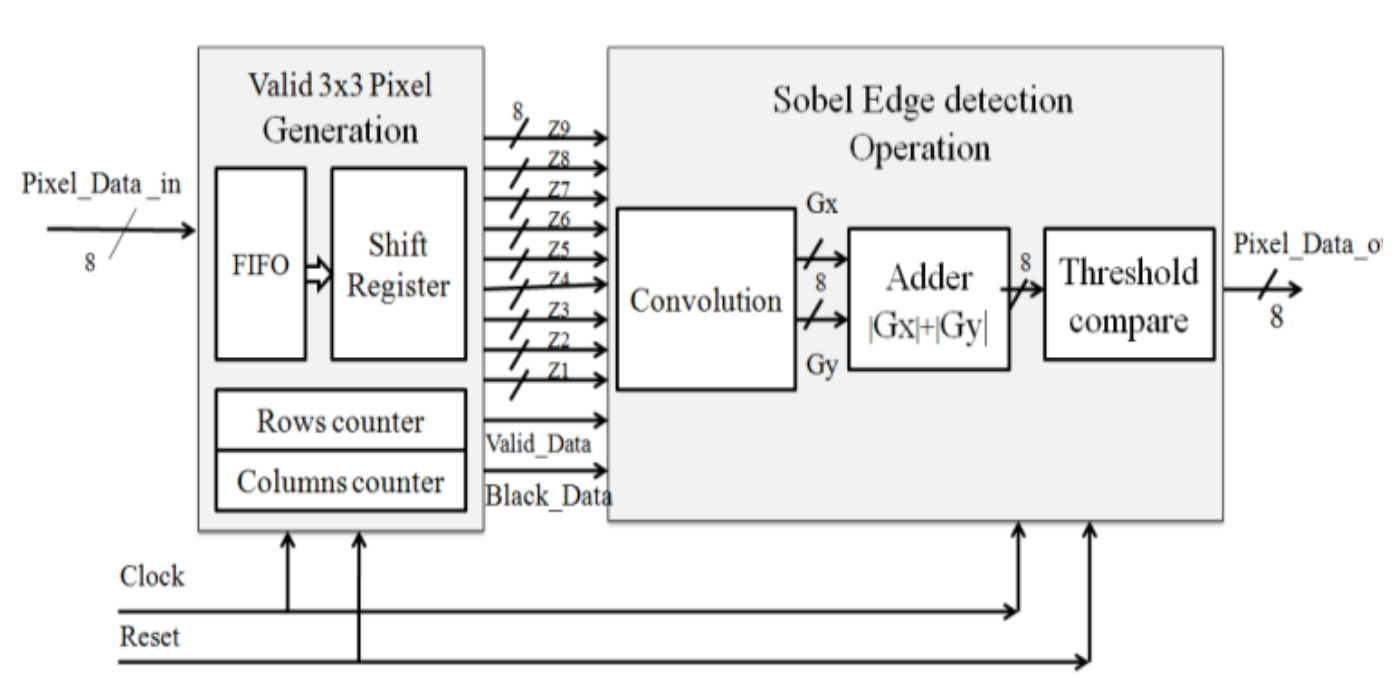 Valid 3x3 Pixel
Generation
Pixel_Data _in
8
FIFO
Shift
Register
Rows counter
Columns counter
8
Z9
Z8
Z7
Z6
Z5
Z4
Z3
Z2
Z1
Valid_Data
Black_Data
Sobel Edge detection
Operation
Convolution
Gx
8
Gy
Adder
|Gx|+|Gy|
8
Threshold
compare
Pixel_Data_o
8
Clock
Reset